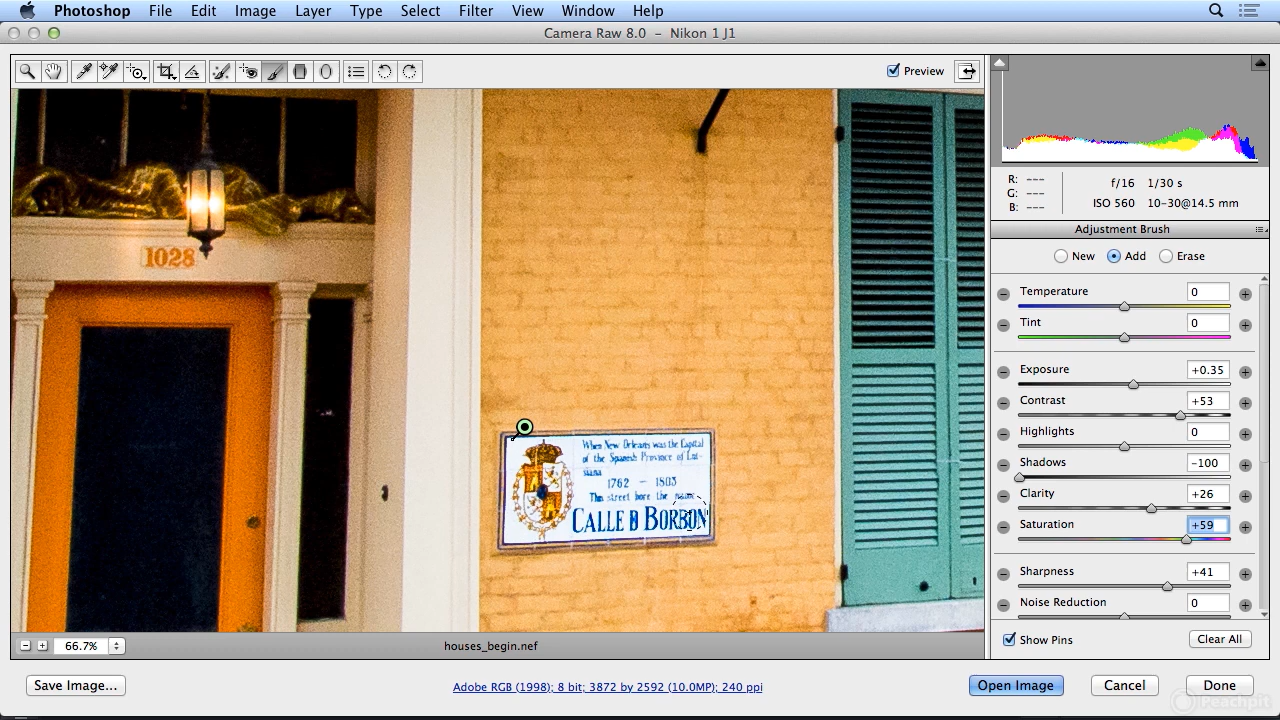 Photoshop File Edit Image Layer Type Select Filter View Window Help
Camera Raw 8.0 – Nikon 1 J1
Preview
R: ---
G: ---
B: ---
f/16 1/30 s
ISO 560 10-30@14.5 mm
Adjustment Brush
New Add Erase
Temperature 0
Tint 0
Exposure +0.35
Contrast +53
Highlights 0
Shadows -100
Clarity +26
Saturation +59
Sharpness +41
Noise Reduction 0
Show Pins Clear All
1028
When New Orleans was the Capital
of the Spanish Province of Lui-
siana
1762 – 1803
This street bore the name
CALLE D BORBON
66.7% houses_begin.nef
Save Image... Adobe RGB (1998); 8 bit; 3872 by 2592 (10.0MP); 240 ppi Open Image Cancel Done
Peachpit